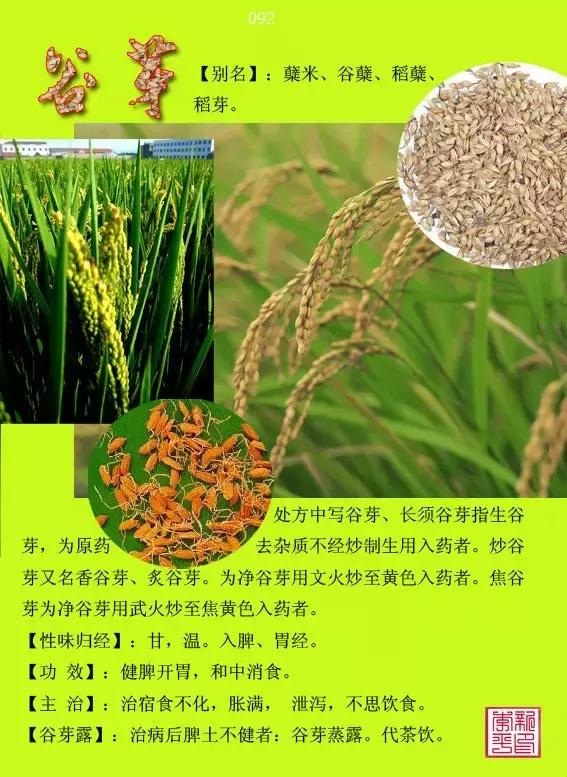 092
谷芽
【别名】：蘖米、谷蘖、稻蘖、
稻芽。
处方中写谷芽、长须谷芽指生谷
芽，为原药 去杂质不经炒制生用入药者。炒谷
芽又名香谷芽、炙谷芽。为净谷芽用文火炒至黄色入药者。焦谷
芽为净谷芽用武火炒至焦黄色入药者。
【性味归经】：甘，温。入脾、胃经。
【功 效】：健脾开胃，和中消食。
【主 治】：治宿食不化，胀满， 泄泻，不思饮食。
【谷芽露】：治病后脾土不健者：谷芽蒸露。代茶饮。